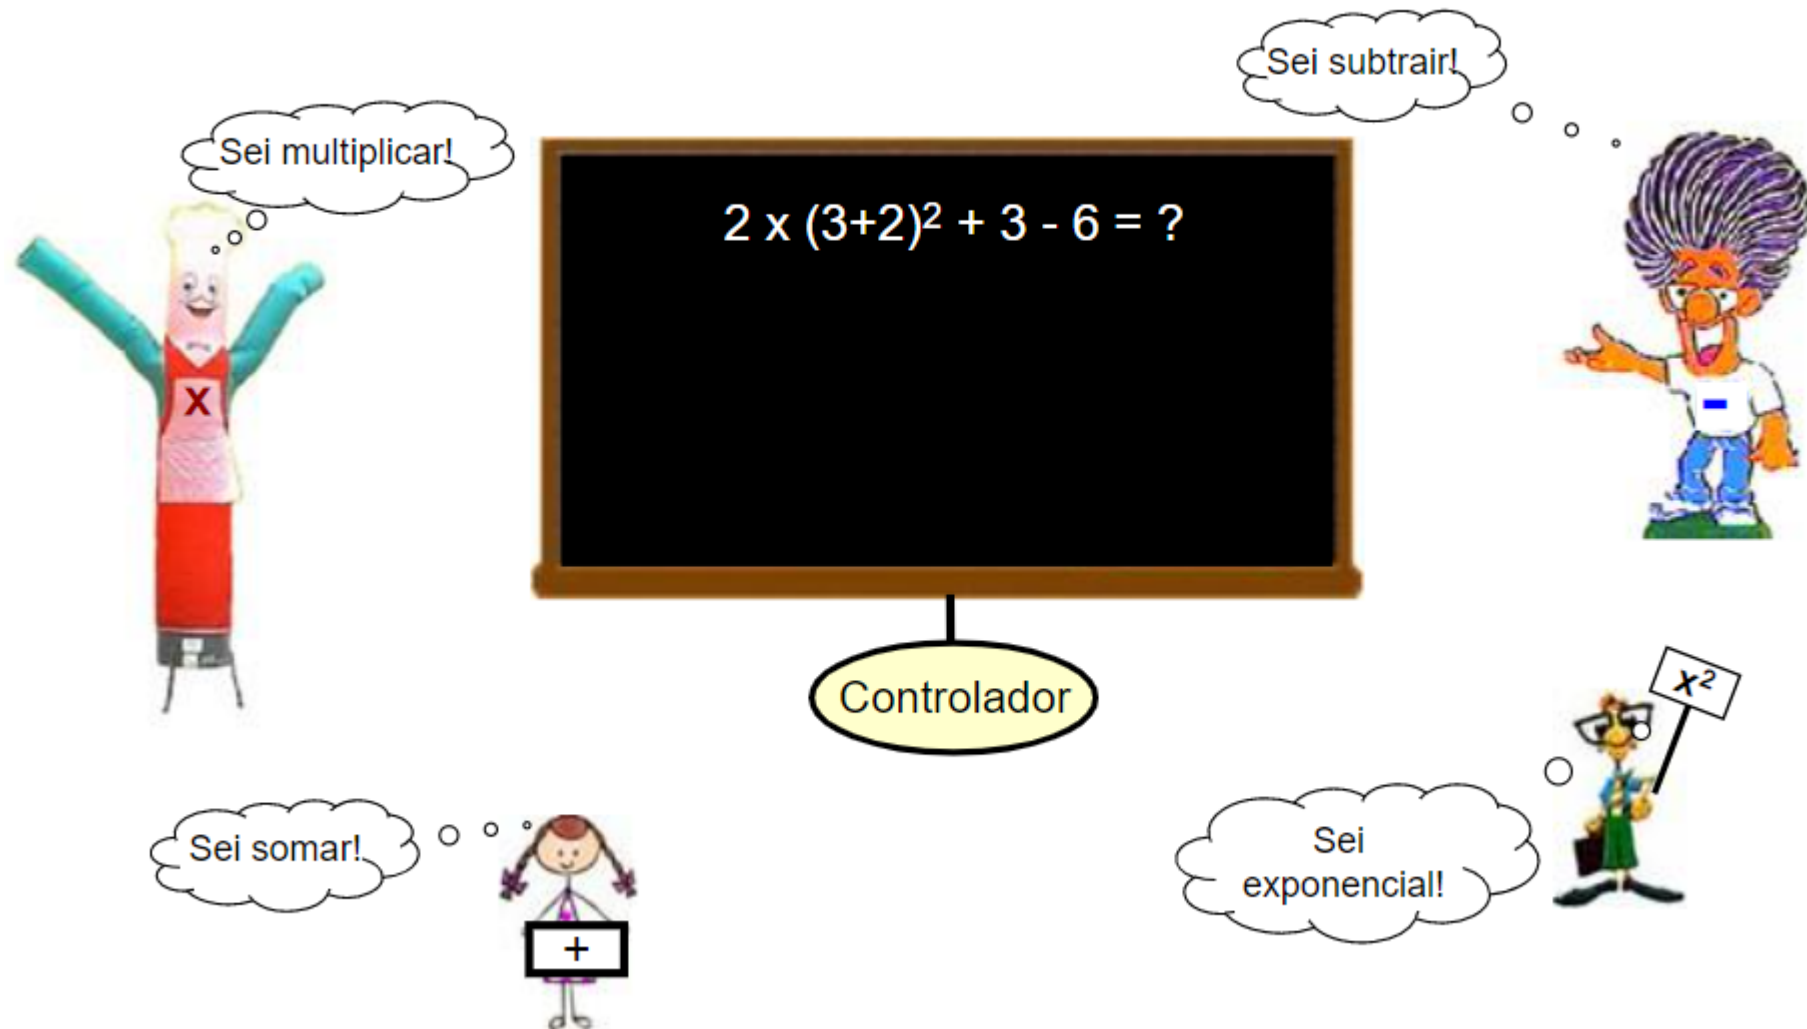 Sei subtrair!
Sei multiplicar!
2 x (3+2)² + 3 - 6 = ?
X
-
Controlador
x²
Sei somar!
Sei
exponencial!
+